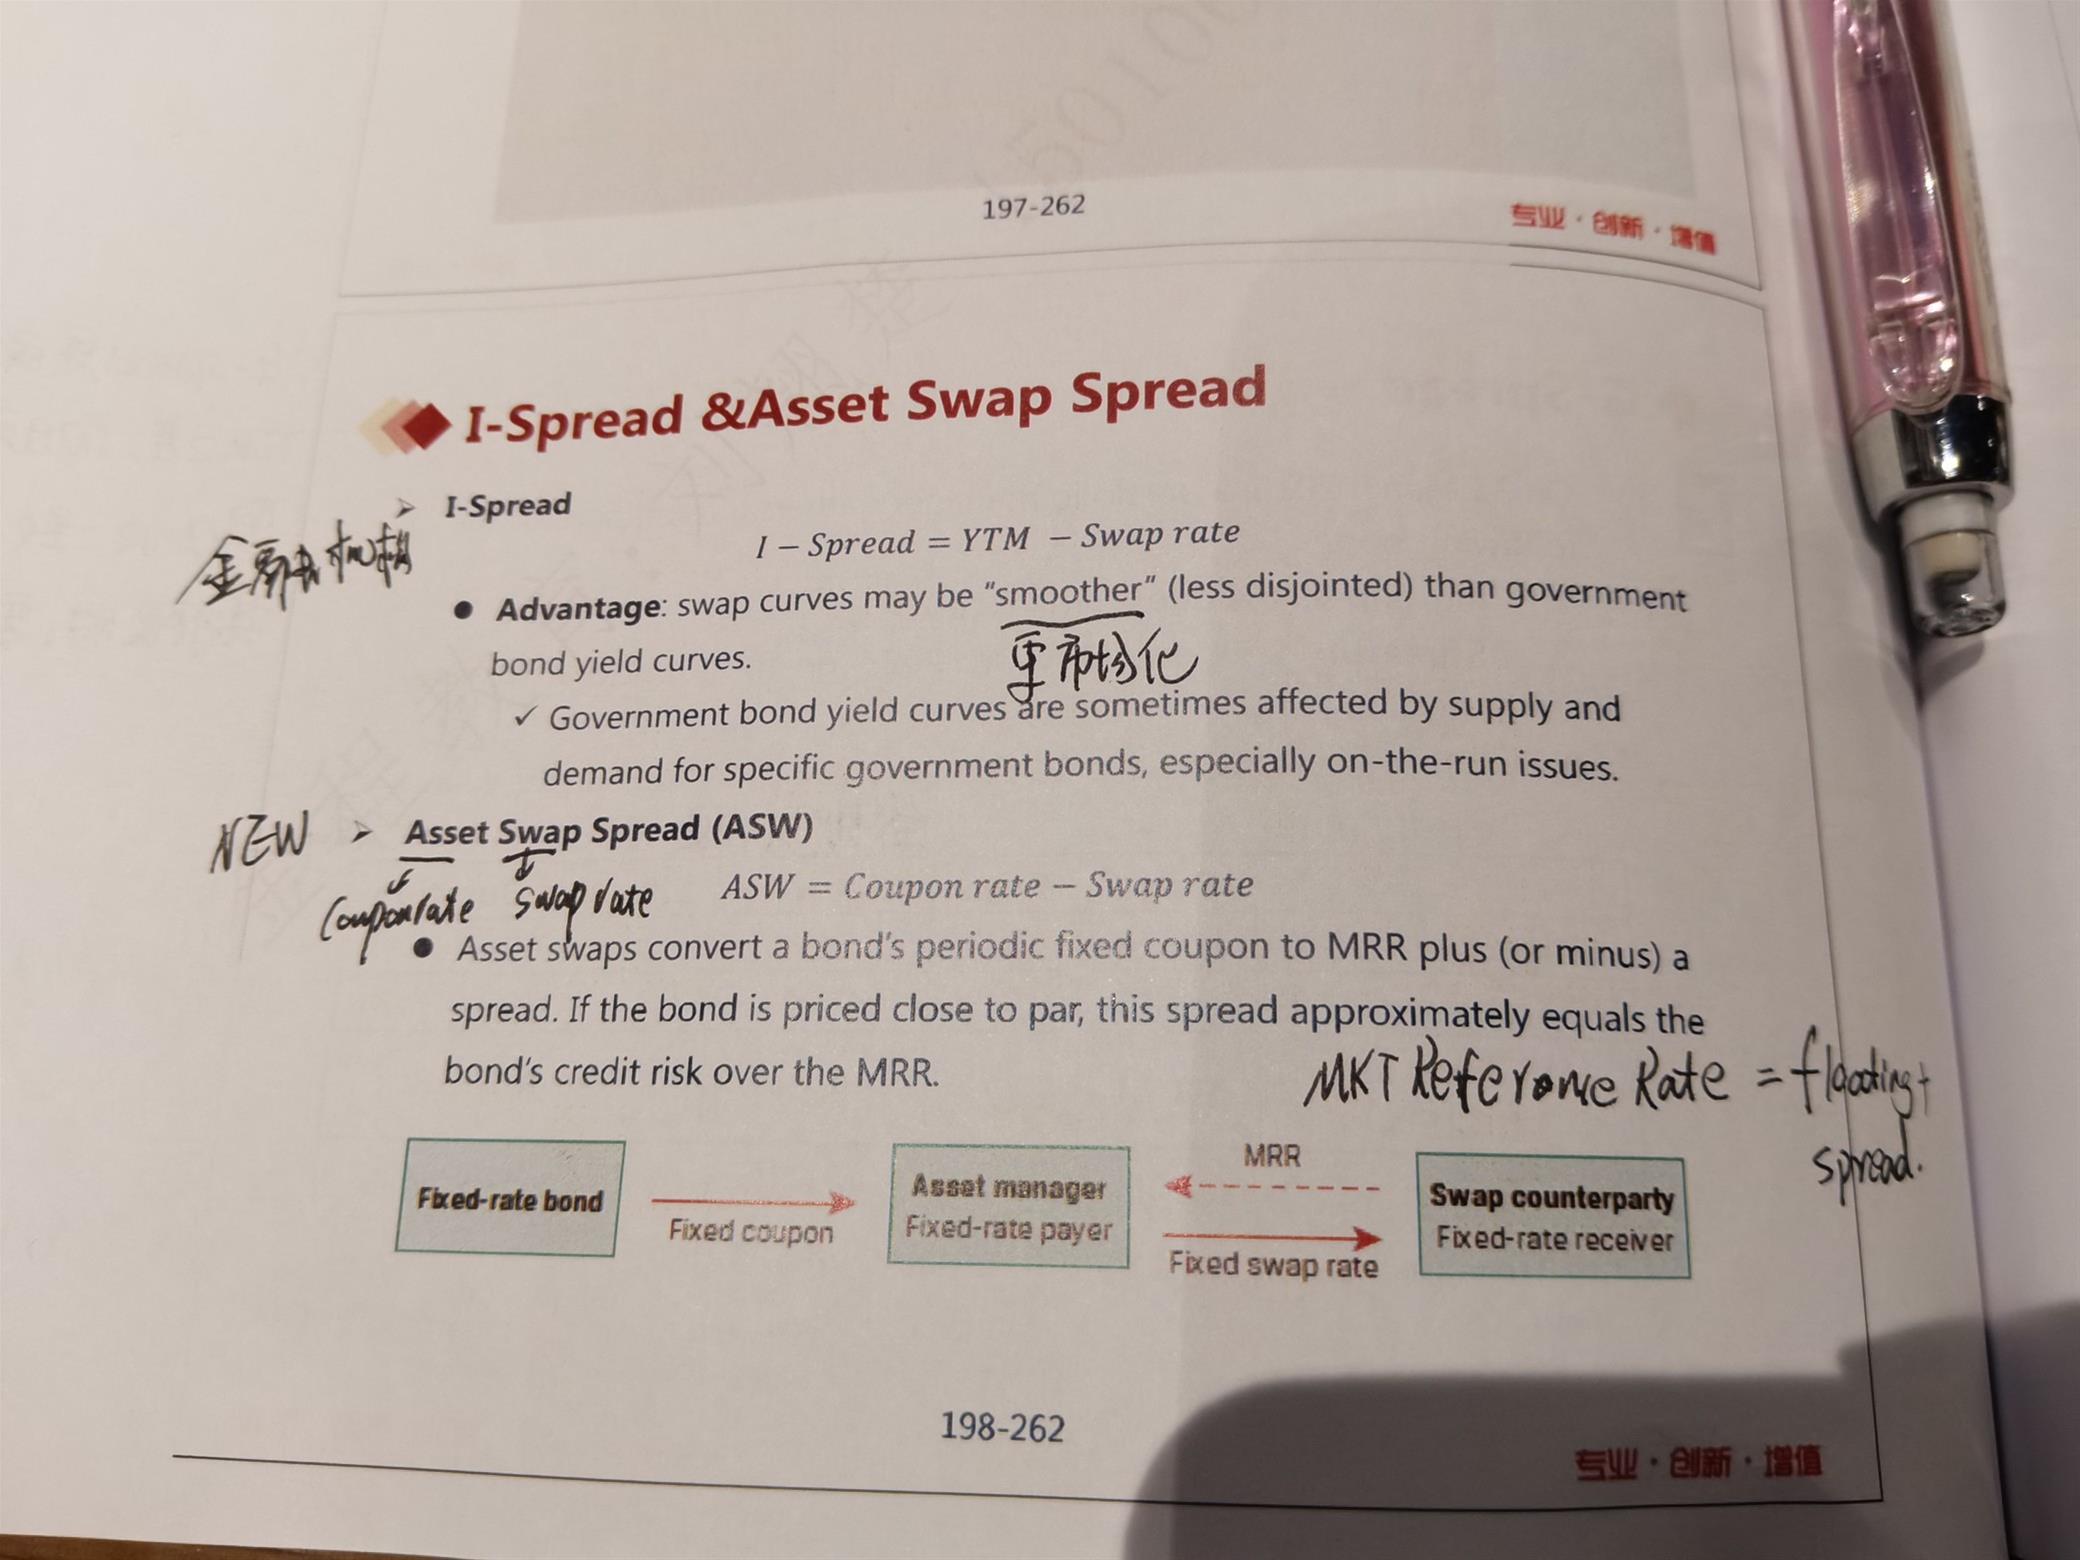 197-262
专业·创新·增值
I-Spread &Asset Swap Spread
➢ I-Spread
金融机构
I − Spread = YTM − Swap rate
● Advantage: swap curves may be "smoother" (less disjointed) than government
bond yield curves.
更市场化
✓ Government bond yield curves are sometimes affected by supply and
demand for specific government bonds, especially on-the-run issues.
NEW ➢ Asset Swap Spread (ASW)
Coupon rate swap rate
ASW = Coupon rate − Swap rate
● Asset swaps convert a bond's periodic fixed coupon to MRR plus (or minus) a
spread. If the bond is priced close to par, this spread approximately equals the
bond's credit risk over the MRR.
MKT Reference Rate = floating +
spread.
Fixed-rate bond
Fixed coupon
Asset manager
Fixed-rate payer
MRR
Fixed swap rate
Swap counterparty
Fixed-rate receiver
198-262
专业·创新·增值